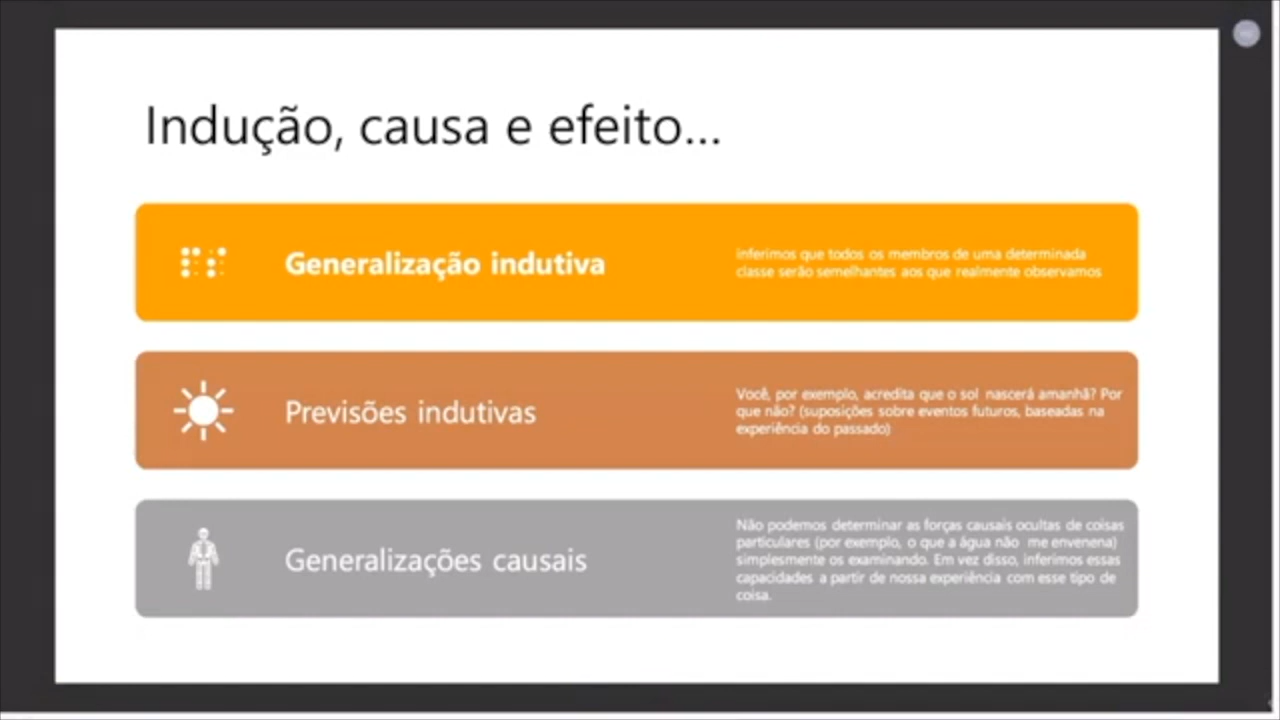 Indução, causa e efeito...
Generalização indutiva
inferimos que todos os membros de uma determinada
classe serão semelhantes aos que realmente observamos
Previsões indutivas
Você, por exemplo, acredita que o sol nascerá amanhã? Por
que não? (suposições sobre eventos futuros, baseadas na
experiência do passado)
Generalizações causais
Não podemos determinar as forças causais ocultas de coisas
particulares (por exemplo, o que a água não me envenena)
simplesmente os examinando. Em vez disso, inferimos essas
capacidades a partir de nossa experiência com esse tipo de
coisa.